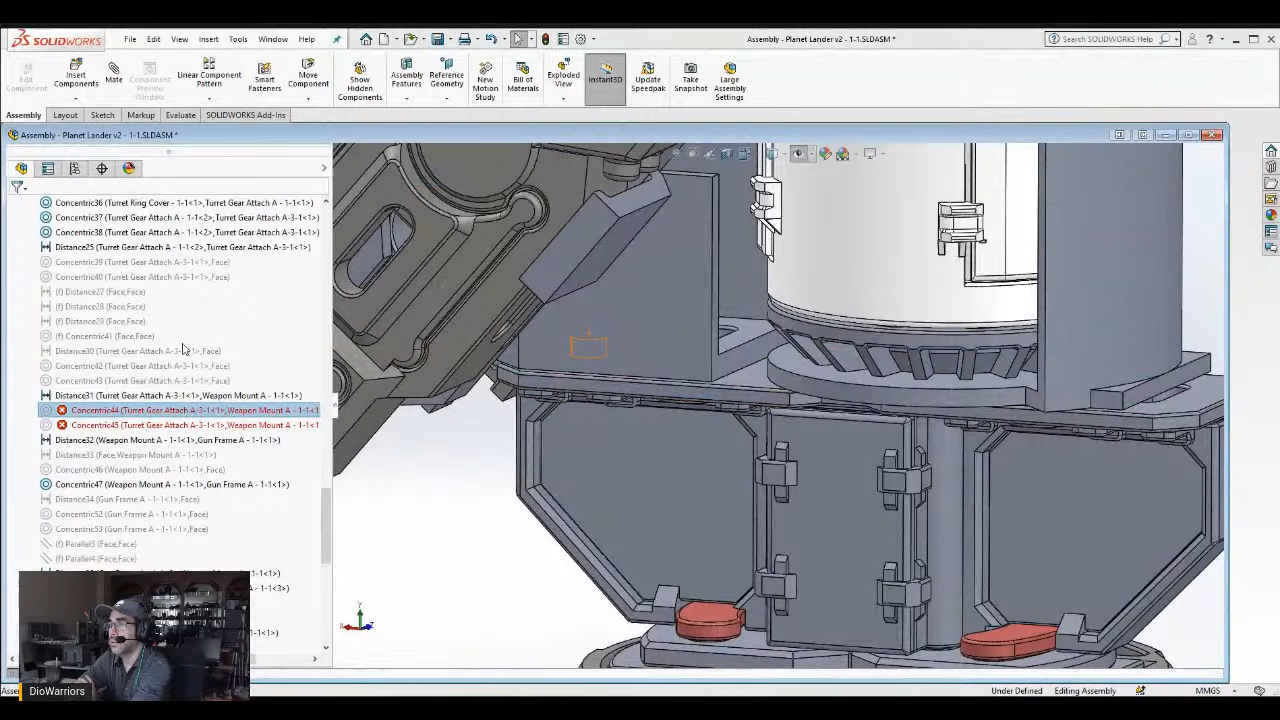 SOLIDWORKS File Edit View Insert Tools Window Help Assembly - Planet Lander v2 - 1-1.SLDASM * Search SOLIDWORKS Help
Edit Component
Insert Components
Mate
Component Preview Window
Linear Component Pattern
Smart Fasteners
Move Component
Show Hidden Components
Assembly Features
Reference Geometry
New Motion Study
Bill of Materials
Exploded View
Instant3D
Update Speedpak
Take Snapshot
Large Assembly Settings
Assembly Layout Sketch Markup Evaluate SOLIDWORKS Add-Ins
Assembly - Planet Lander v2 - 1-1.SLDASM *
Concentric36 (Turret Ring Cover - 1-1<1>,Turret Gear Attach A - 1-1<1>)
Concentric37 (Turret Gear Attach A - 1-1<2>,Turret Gear Attach A-3-1<1>)
Concentric38 (Turret Gear Attach A - 1-1<2>,Turret Gear Attach A-3-1<1>)
Distance25 (Turret Gear Attach A - 1-1<2>,Turret Gear Attach A-3-1<1>)
Concentric39 (Turret Gear Attach A-3-1<1>,Face)
Concentric40 (Turret Gear Attach A-3-1<1>,Face)
(f) Distance27 (Face,Face)
(f) Distance28 (Face,Face)
(f) Distance29 (Face,Face)
(f) Concentric41 (Face,Face)
Distance30 (Turret Gear Attach A-3-1<1>,Face)
Concentric42 (Turret Gear Attach A-3-1<1>,Face)
Concentric43 (Turret Gear Attach A-3-1<1>,Face)
Distance31 (Turret Gear Attach A-3-1<1>,Weapon Mount A - 1-1<1>)
Concentric44 (Turret Gear Attach A-3-1<1>,Weapon Mount A - 1-1<1
Concentric45 (Turret Gear Attach A-3-1<1>,Weapon Mount A - 1-1<1
Distance32 (Weapon Mount A - 1-1<1>,Gun Frame A - 1-1<1>)
Distance33 (Face,Weapon Mount A - 1-1<1>)
Concentric46 (Weapon Mount A - 1-1<1>,Face)
Concentric47 (Weapon Mount A - 1-1<1>,Gun Frame A - 1-1<1>)
Distance34 (Gun Frame A - 1-1<1>,Face)
Concentric52 (Gun Frame A - 1-1<1>,Face)
Concentric53 (Gun Frame A - 1-1<1>,Face)
(f) Parallel3 (Face,Face)
(f) Parallel4 (Face,Face)
DioWarriors
Under Defined Editing Assembly MMGS